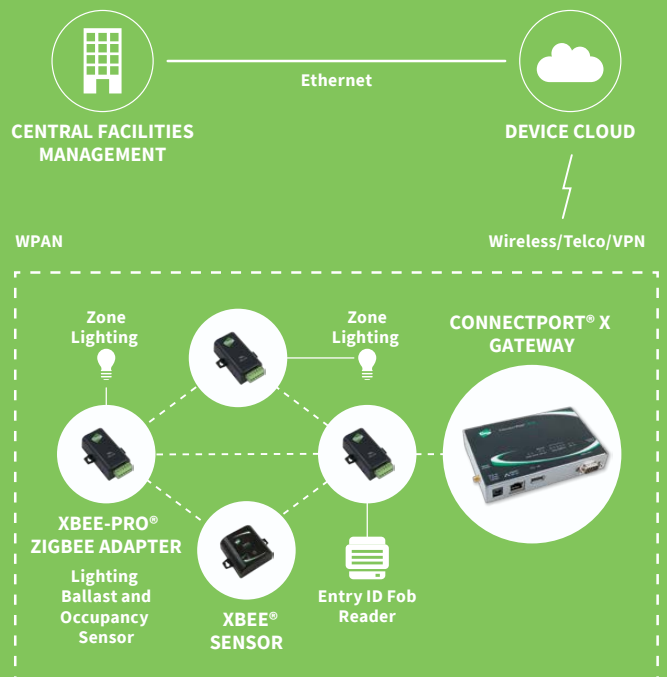 Ethernet
CENTRAL FACILITIES
MANAGEMENT
DEVICE CLOUD
WPAN
Wireless/Telco/VPN
Zone
Lighting
Zone
Lighting
CONNECTPORT® X
GATEWAY
XBEE-PRO®
ZIGBEE ADAPTER
Lighting
Ballast and
Occupancy
Sensor
XBEE®
SENSOR
Entry ID Fob
Reader